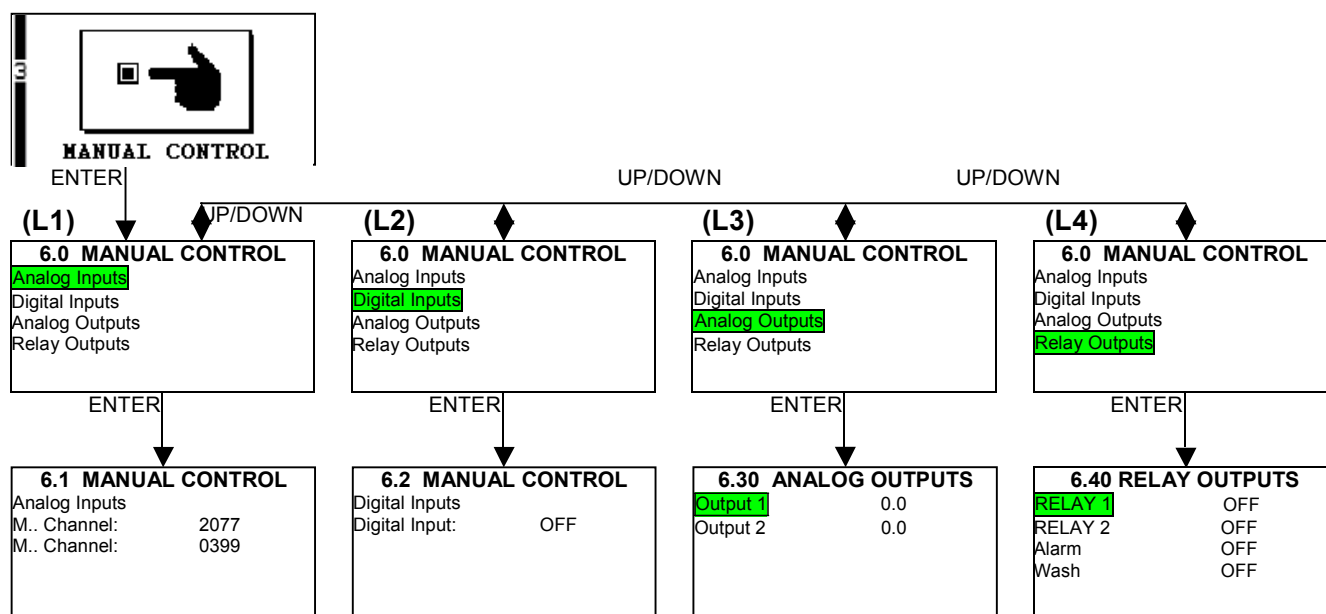 3
MANUAL CONTROL
ENTER
UP/DOWN
UP/DOWN
(L1)
UP/DOWN
(L2)
(L3)
(L4)
6.0 MANUAL CONTROL
Analog Inputs
Digital Inputs
Analog Outputs
Relay Outputs
6.0 MANUAL CONTROL
Analog Inputs
Digital Inputs
Analog Outputs
Relay Outputs
6.0 MANUAL CONTROL
Analog Inputs
Digital Inputs
Analog Outputs
Relay Outputs
6.0 MANUAL CONTROL
Analog Inputs
Digital Inputs
Analog Outputs
Relay Outputs
ENTER
ENTER
ENTER
ENTER
6.1 MANUAL CONTROL
Analog Inputs
M.. Channel: 2077
M.. Channel: 0399
6.2 MANUAL CONTROL
Digital Inputs
Digital Input: OFF
6.30 ANALOG OUTPUTS
Output 1 0.0
Output 2 0.0
6.40 RELAY OUTPUTS
RELAY 1 OFF
RELAY 2 OFF
Alarm OFF
Wash OFF